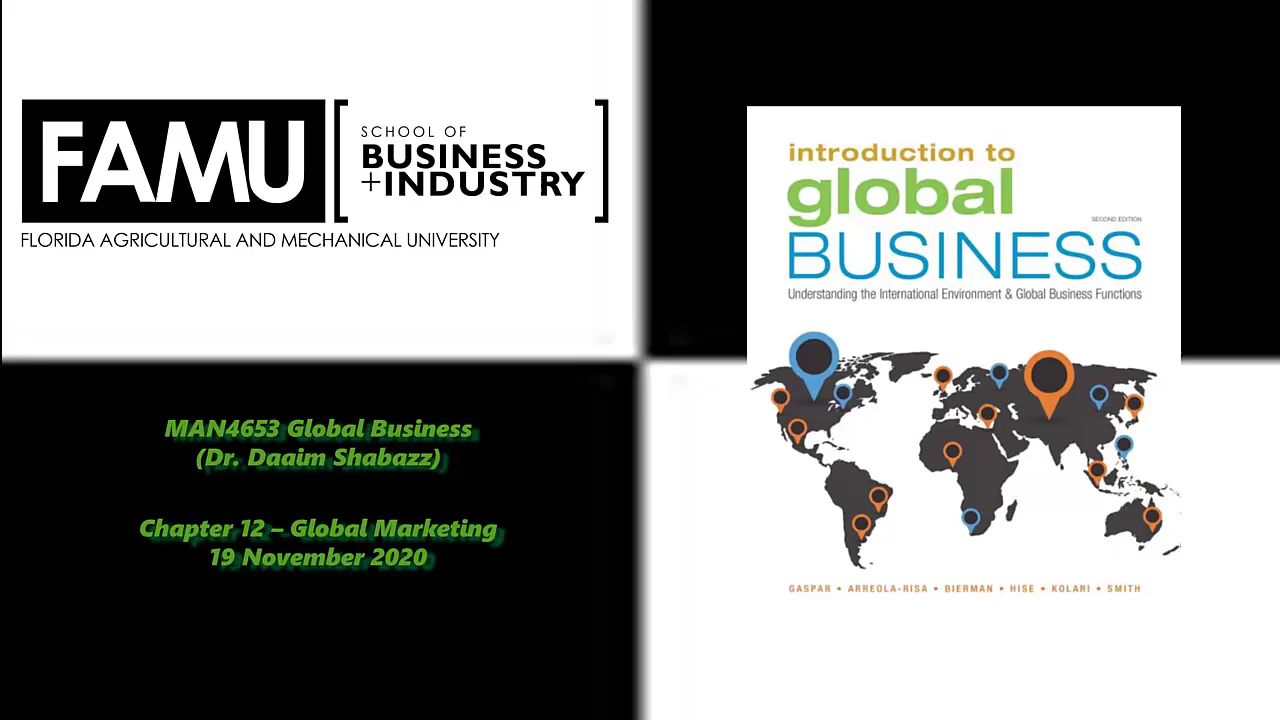 FAMU
SCHOOL OF
BUSINESS
+INDUSTRY
FLORIDA AGRICULTURAL AND MECHANICAL UNIVERSITY
MAN4653 Global Business
(Dr. Daaim Shabazz)
Chapter 12 – Global Marketing
19 November 2020
introduction to
global
SECOND EDITION
BUSINESS
Understanding the International Environment & Global Business Functions
GASPAR • ARREOLA-RISA • BIERMAN • HISE • KOLARI • SMITH